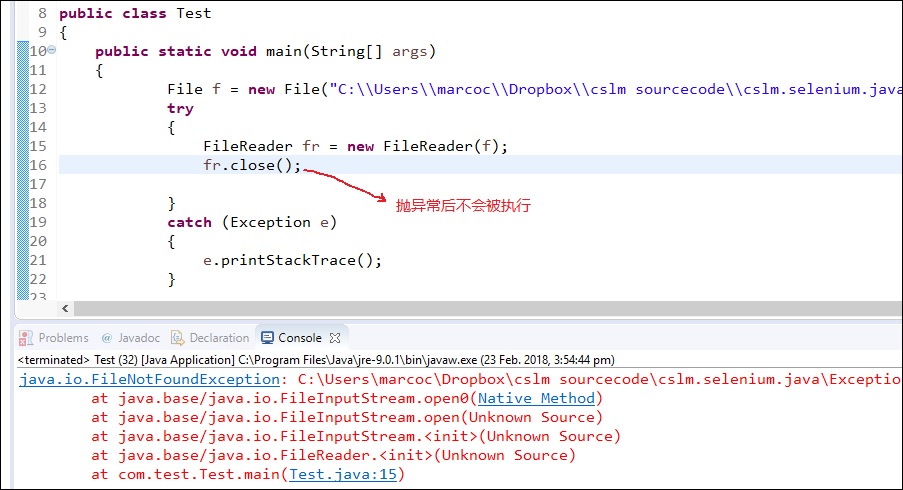 8 public class Test
9 {
10 public static void main(String[] args)
11 {
12 File f = new File("C:\\Users\\marcoc\\Dropbox\\cslm sourcecode\\cslm.selenium.java
13 try
14 {
15 FileReader fr = new FileReader(f);
16 fr.close();
17
抛异常后不会被执行
18 }
19 catch (Exception e)
20 {
21 e.printStackTrace();
22 }
23
Problems @ Javadoc Declaration Console
<terminated> Test (32) [Java Application] C:\Program Files\Java\jre-9.0.1\bin\javaw.exe (23 Feb. 2018, 3:54:44 pm)
java.io.FileNotFoundException: C:\Users\marcoc\Dropbox\cslm sourcecode\cslm.selenium.java\Exceptio
at java.base/java.io.FileInputStream.open0(Native Method)
at java.base/java.io.FileInputStream.open(Unknown Source)
at java.base/java.io.FileInputStream.<init>(Unknown Source)
at java.base/java.io.FileReader.<init>(Unknown Source)
at com.test.Test.main(Test.java:15)